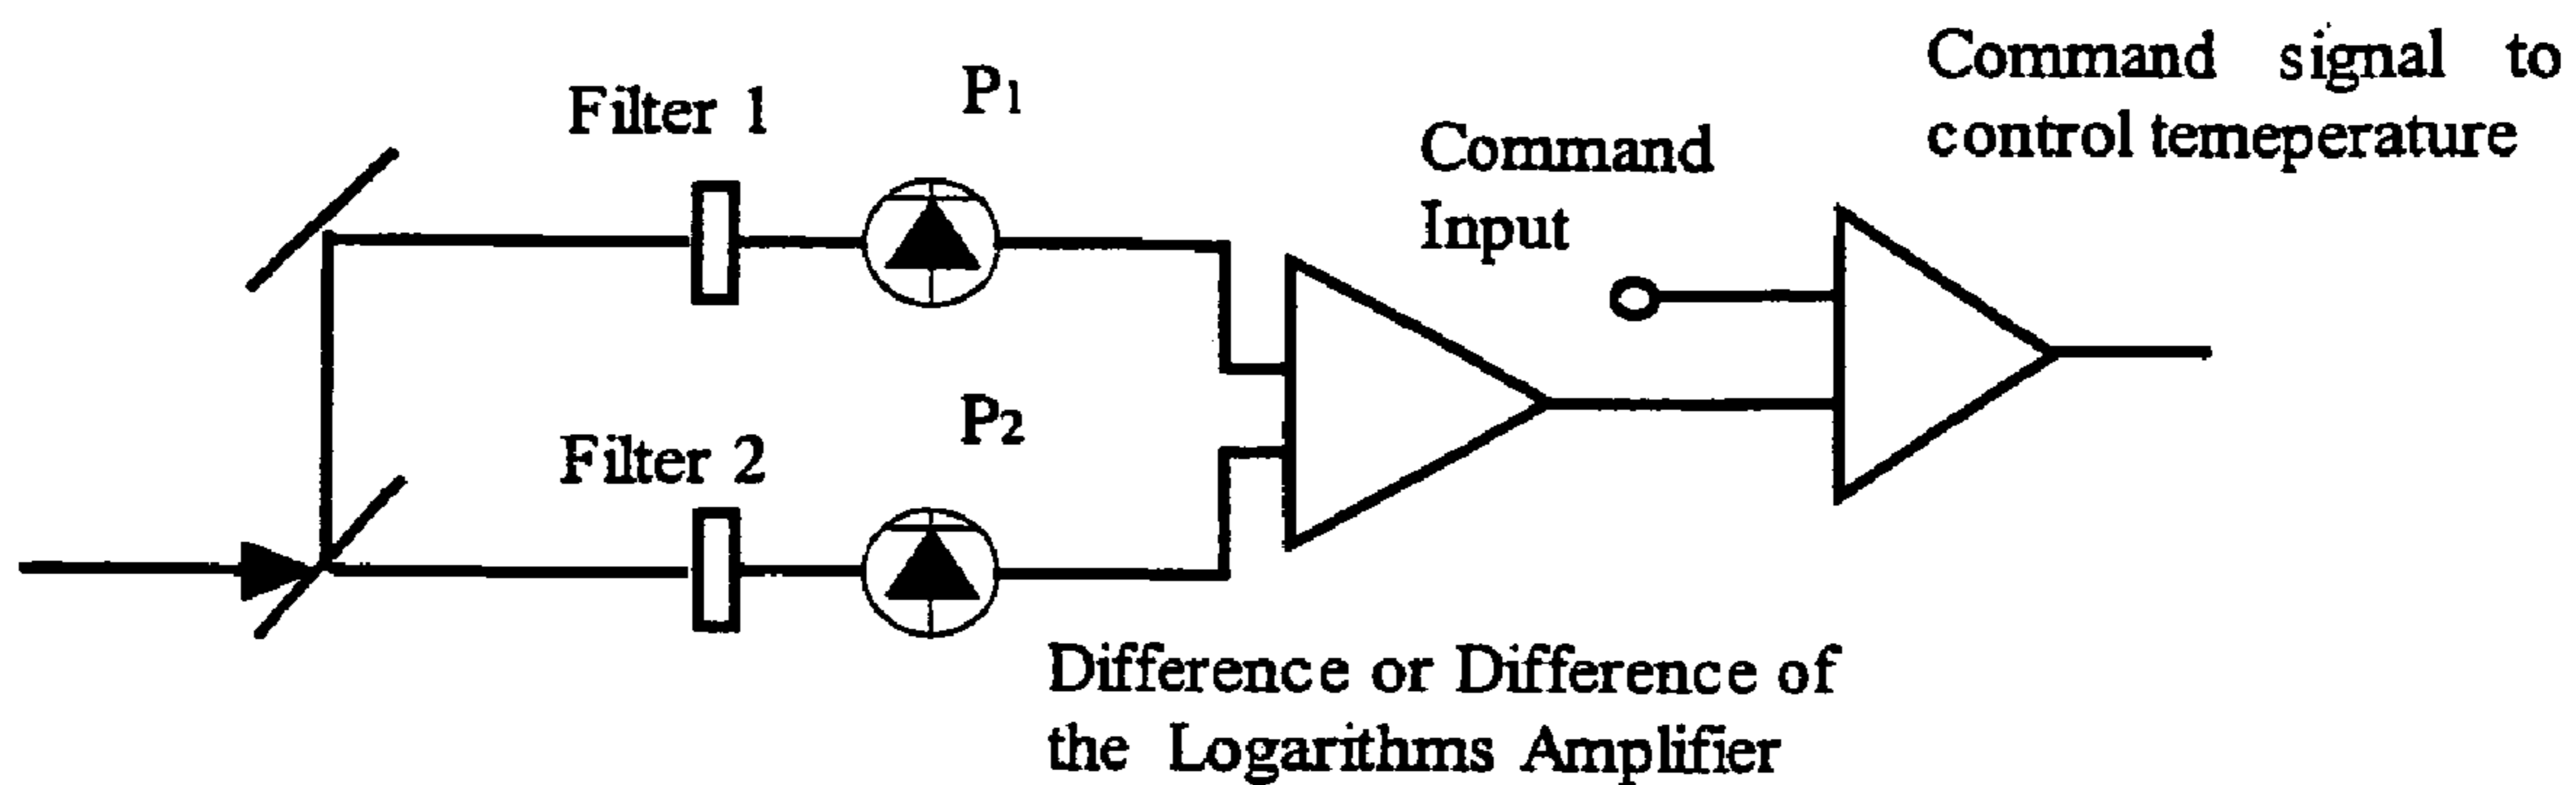 Filter 1
P1
Command
Input
Command signal to
control temeperature
Filter 2
P2
Difference or Difference of
the Logarithms Amplifier